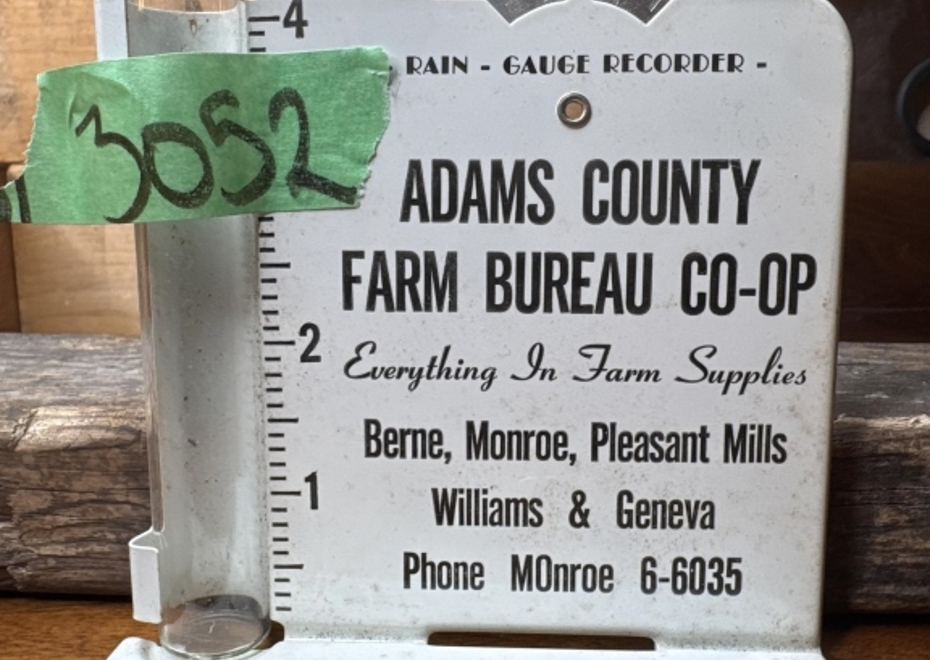 4
- RAIN - GAUGE RECORDER -
3052
ADAMS COUNTY
FARM BUREAU CO-OP
2
Everything In Farm Supplies
Berne, Monroe, Pleasant Mills
1
Williams & Geneva
Phone MOnroe 6-6035